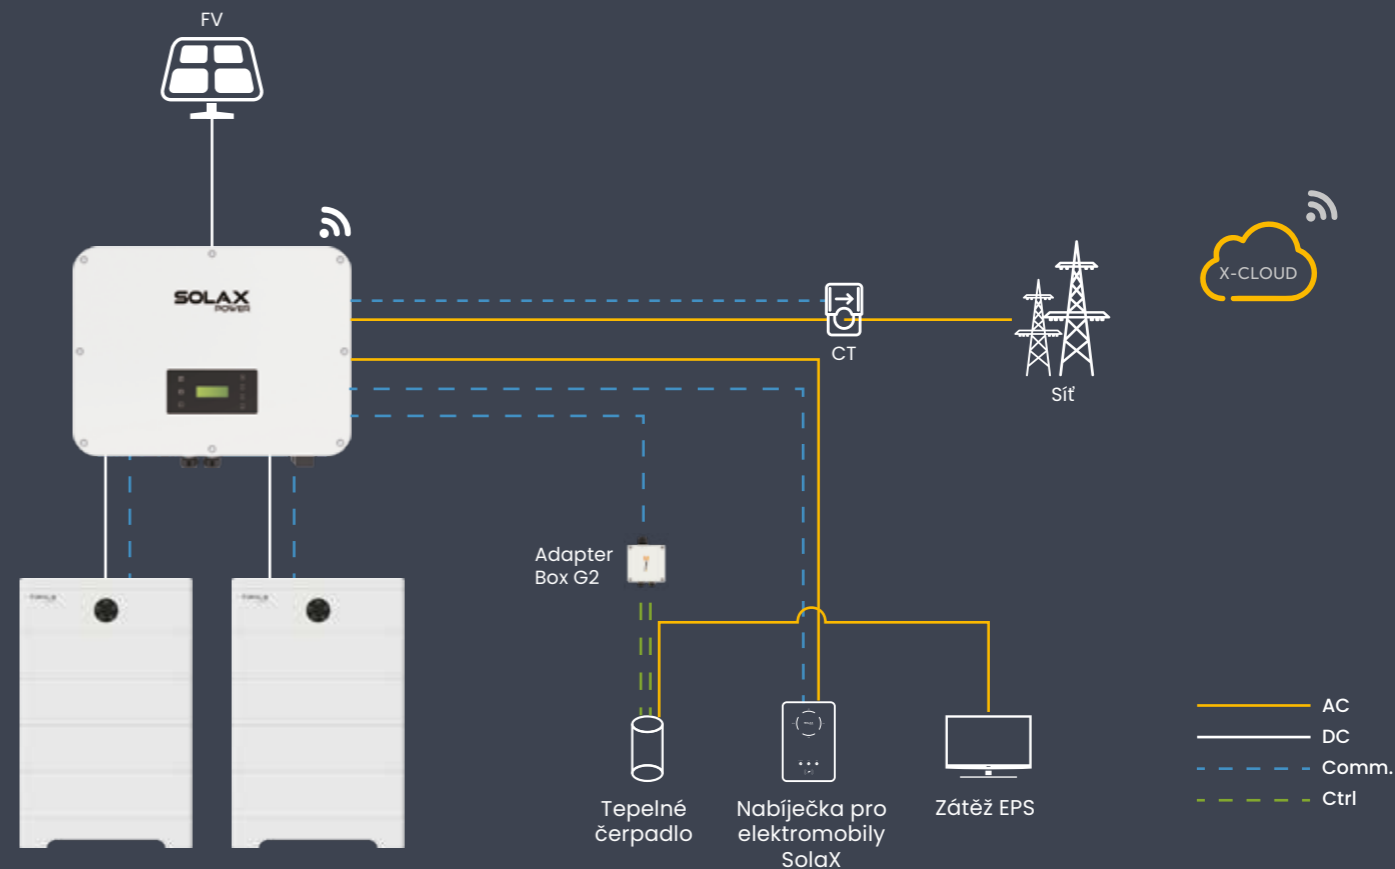 FV
SOLAX
POWER
X-CLOUD
CT
Síť
Adapter
Box G2
AC
DC
Comm.
Ctrl
Tepelné
čerpadlo
Nabíječka pro
elektromobily
SolaX
Zátěž EPS